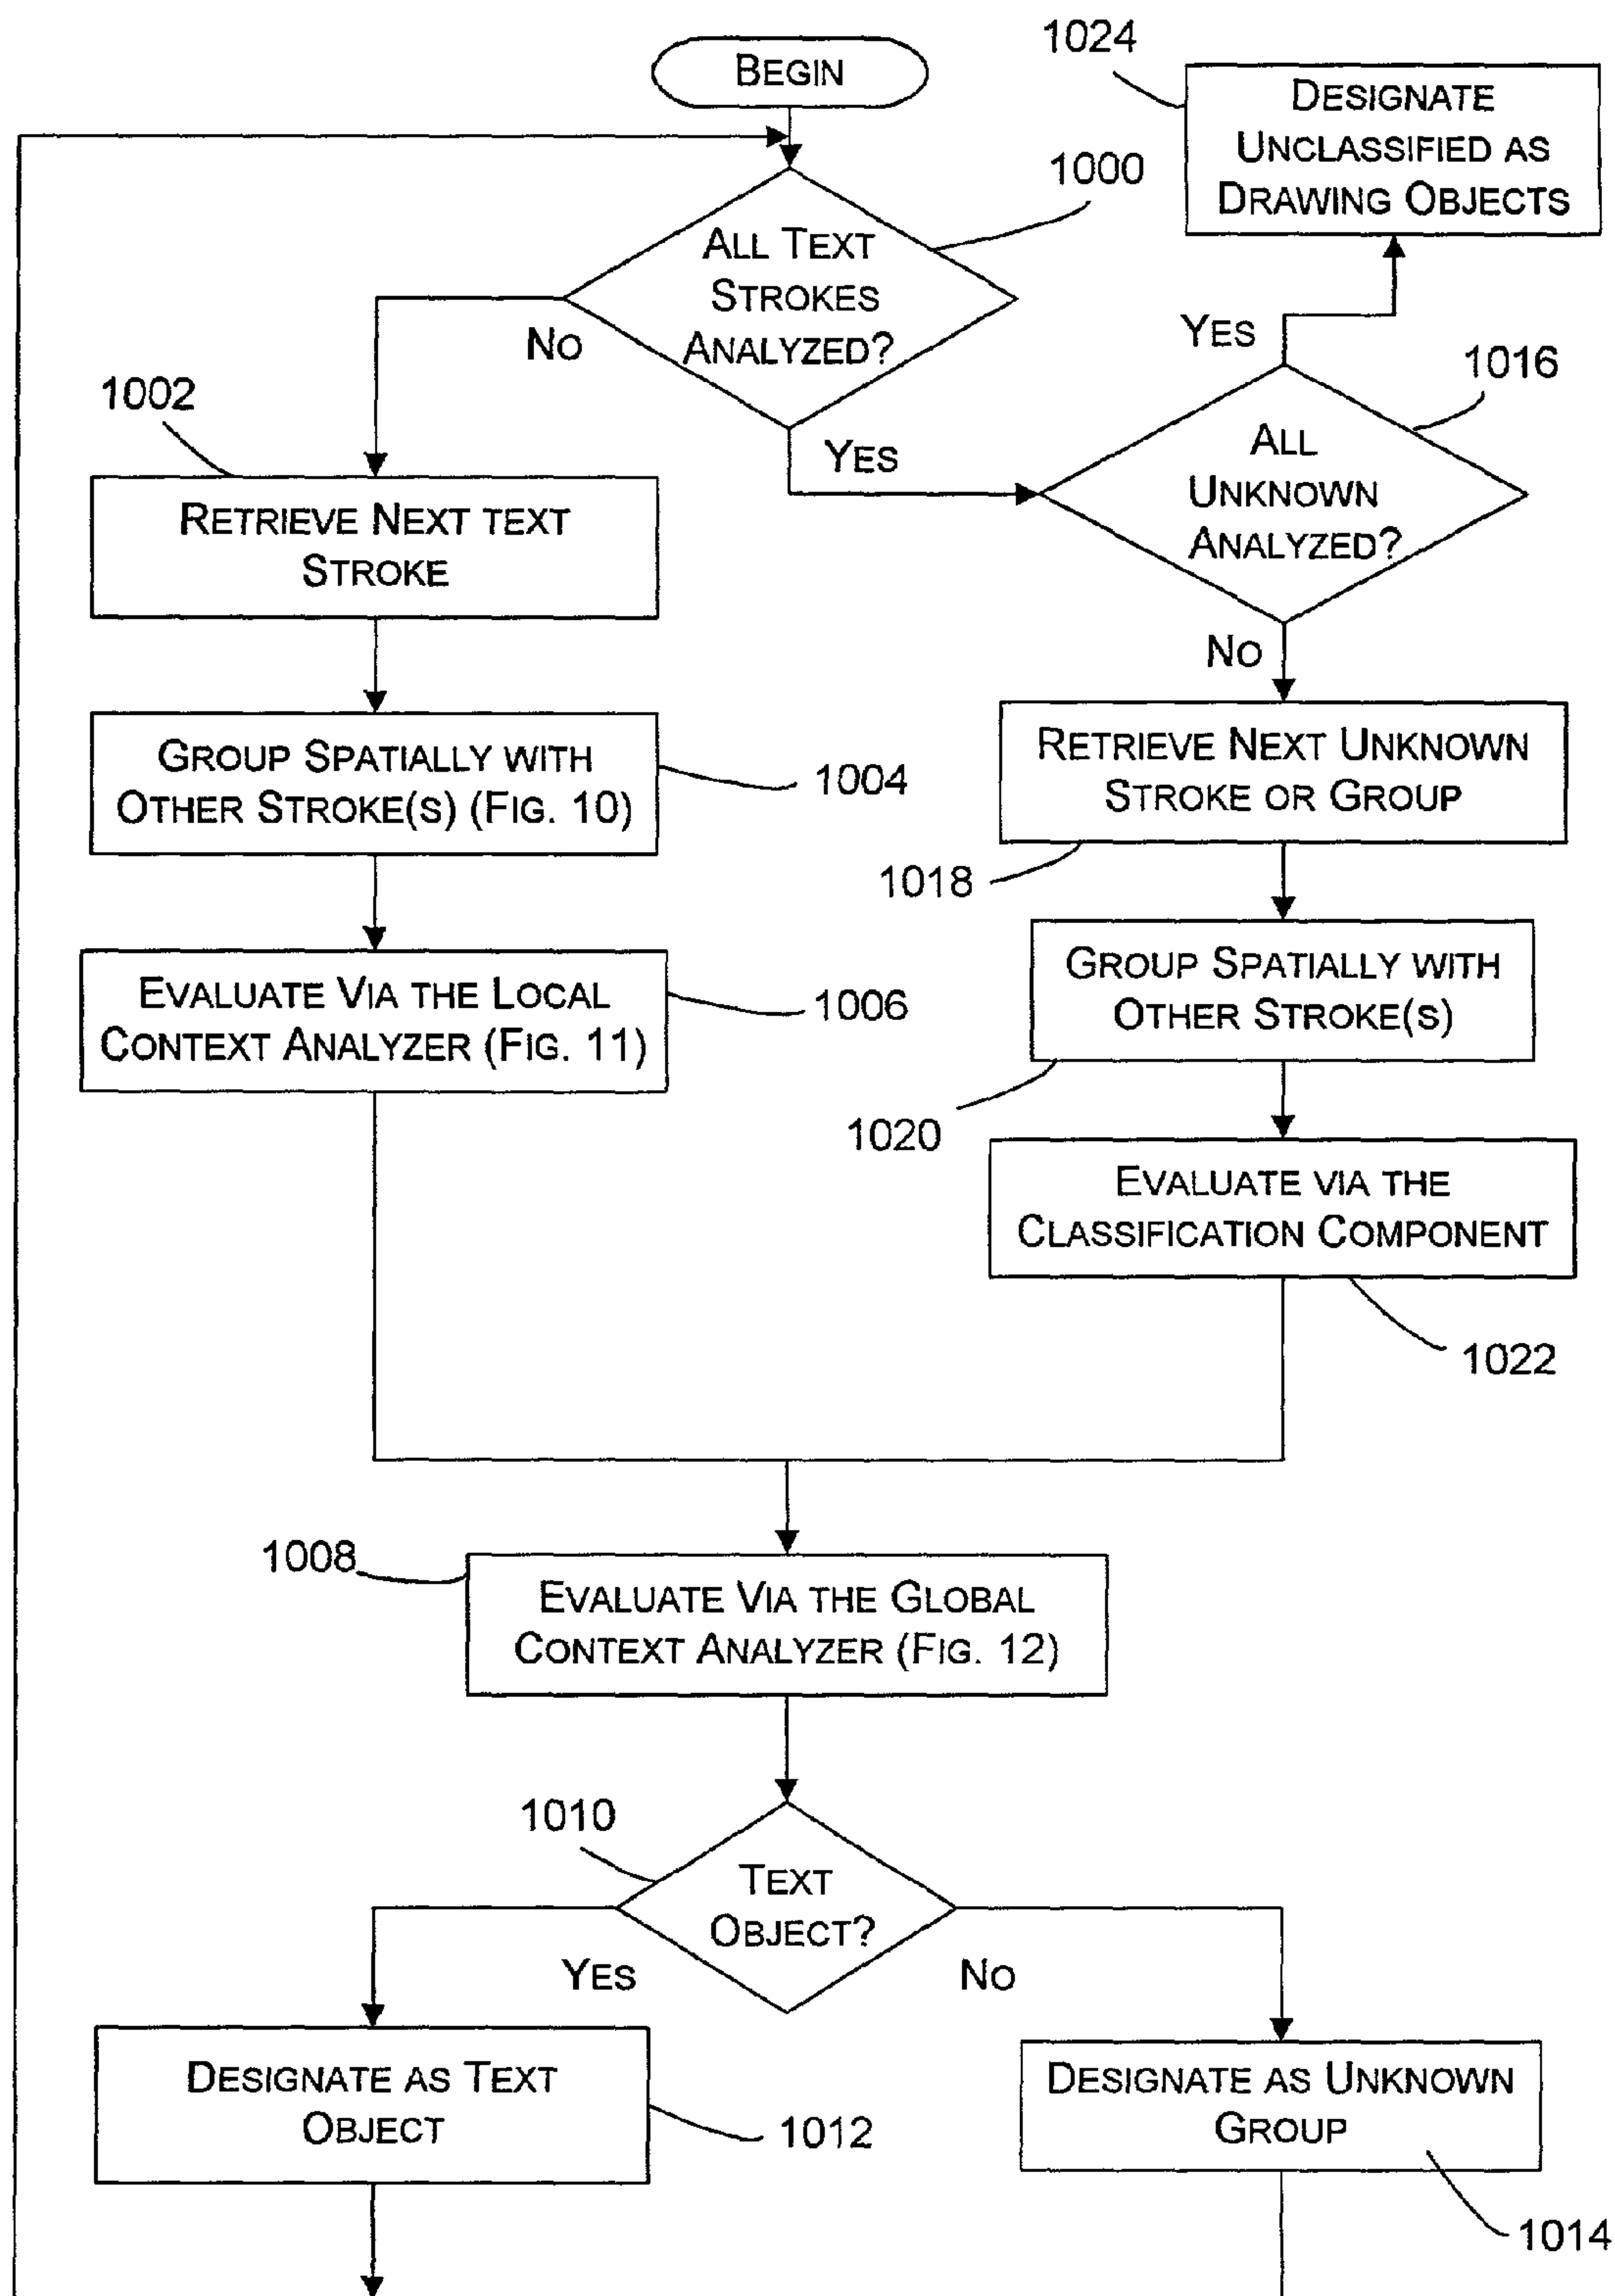 BEGIN
1024
DESIGNATE
UNCLASSIFIED AS
DRAWING OBJECTS
1000
ALL TEXT
STROKES
ANALYZED?
NO
YES
YES
1016
ALL
UNKNOWN
ANALYZED?
NO
1002
RETRIEVE NEXT TEXT
STROKE
GROUP SPATIALLY WITH
OTHER STROKE(S) (FIG. 10)
1004
RETRIEVE NEXT UNKNOWN
STROKE OR GROUP
1018
EVALUATE VIA THE LOCAL
CONTEXT ANALYZER (FIG. 11)
1006
GROUP SPATIALLY WITH
OTHER STROKE(S)
1020
EVALUATE VIA THE
CLASSIFICATION COMPONENT
1022
1008
EVALUATE VIA THE GLOBAL
CONTEXT ANALYZER (FIG. 12)
1010
TEXT
OBJECT?
YES
NO
DESIGNATE AS TEXT
OBJECT
1012
DESIGNATE AS UNKNOWN
GROUP
1014